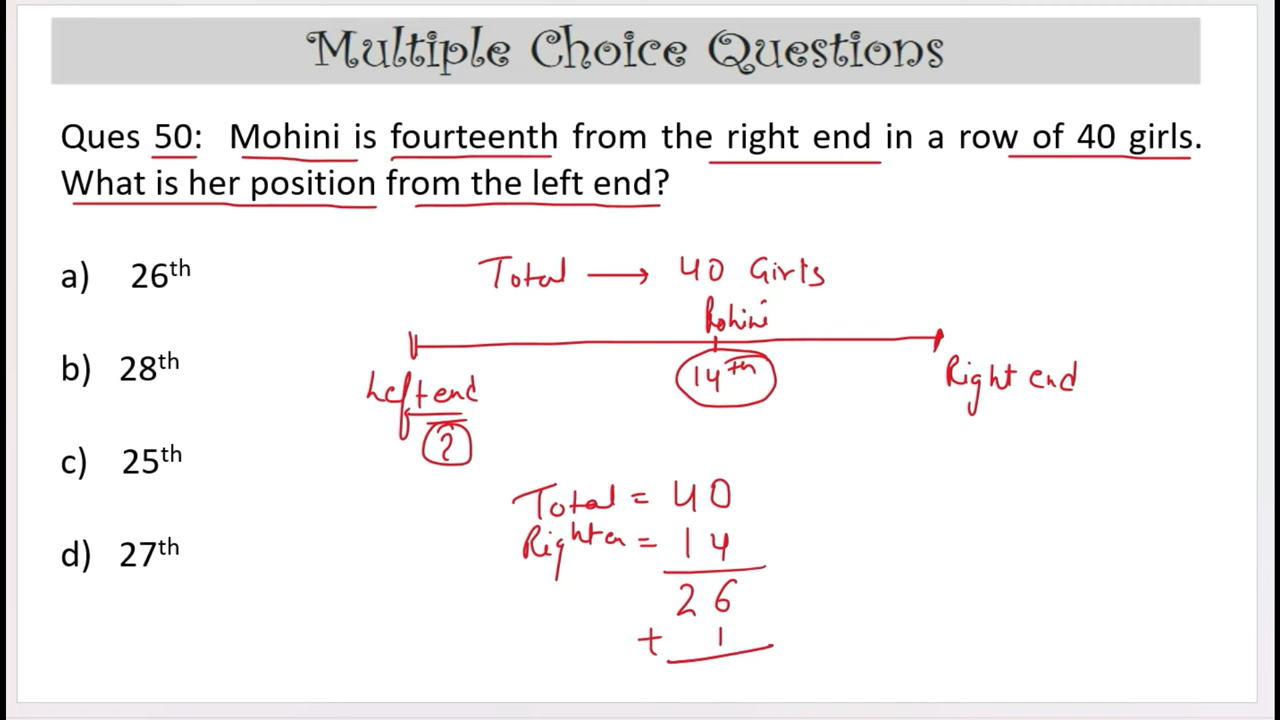 Multiple Choice Questions
Ques 50: Mohini is fourteenth from the right end in a row of 40 girls.
What is her position from the left end?
a) 26th
b) 28th
c) 25th
d) 27th
Total → 40 Girls
Rohini
14th
Left end
Right end
?
Total = 40
Right en = 14
26
+ 1